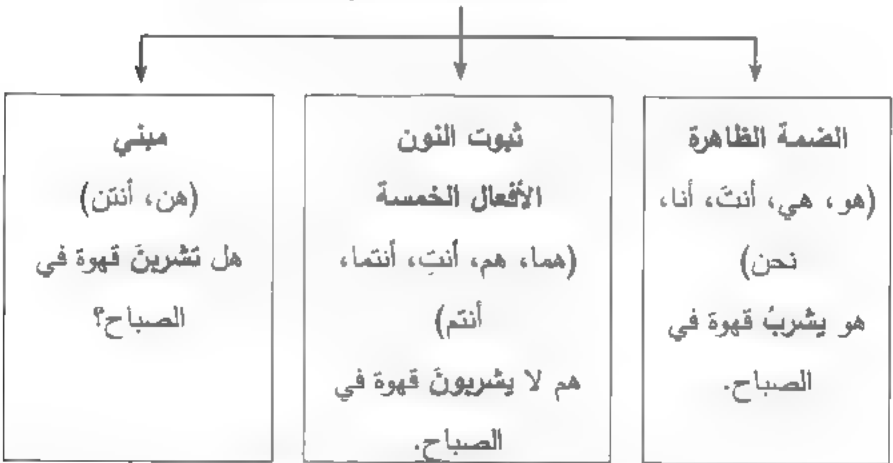 الضمة الظاهرة
(هو، هي، أنتَ، أنا،
نحن)
هو يشربُ قهوة في
الصباح.
ثبوت النون
الأفعال الخمسة
(هما، هم، أنتِ، أنتما،
أنتم)
هم لا يشربونَ قهوة في
الصباح.
مبني
(هن، أنتن)
هل تشربنَ قهوة في
الصباح؟